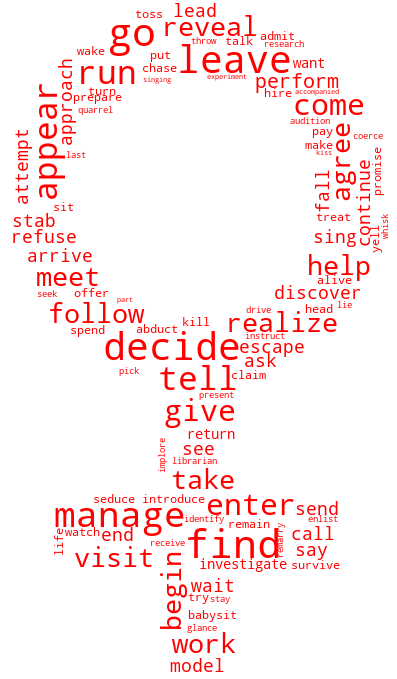 toss
lead
go
reveal
throw
talk
admit
research
wake
put
leave
want
run
chase
singing
experiment
perform
approach
turn
hire
accompanied
prepare
come
quarrel
appear
audition
pay
coerce
make
agree
kiss
attempt
last
promise
continue
fall
sit
treat
whisk
stab
yell
refuse
sing
arrive
help
meet
alive
seek
offer
discover
part
lie
follow
drive
head
kill
realize
spend
abduct
instruct
decide
escape
ask
pick
tell
claim
present
give
return
implore
see
librarian
take
seduce
introduce
enter
send
manage
identify
remain
enlist
life
watch
end
call
receive
find
remarry
say
visit
investigate
survive
begin
wait
try
stay
babysit
glance
work
model